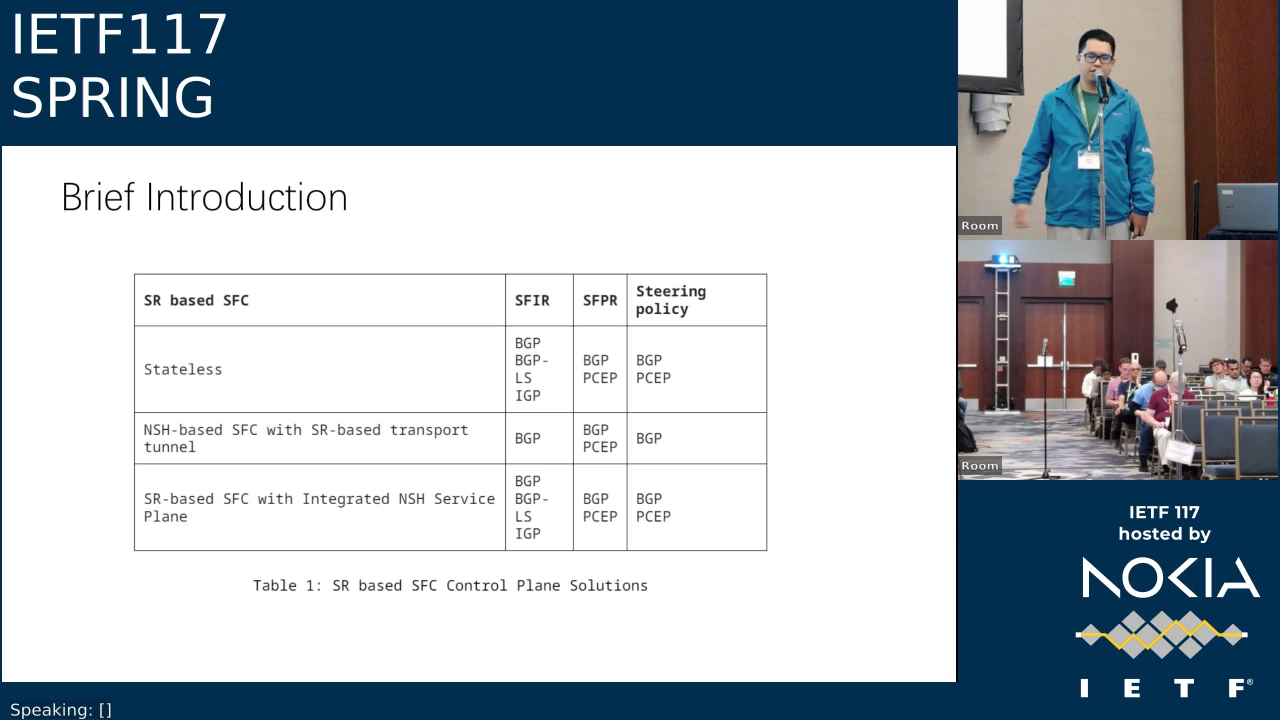 IETF117
SPRING
Brief Introduction
SR based SFC
SFIR
SFPR
Steering
policy
Stateless
BGP
BGP-
LS
IGP
BGP
PCEP
BGP
PCEP
NSH-based SFC with SR-based transport
tunnel
BGP
BGP
PCEP
BGP
SR-based SFC with Integrated NSH Service
Plane
BGP
BGP-
LS
IGP
BGP
PCEP
BGP
PCEP
Table 1: SR based SFC Control Plane Solutions
Room
Room
IETF 117
hosted by
NOKIA
I E T F®
Speaking: []